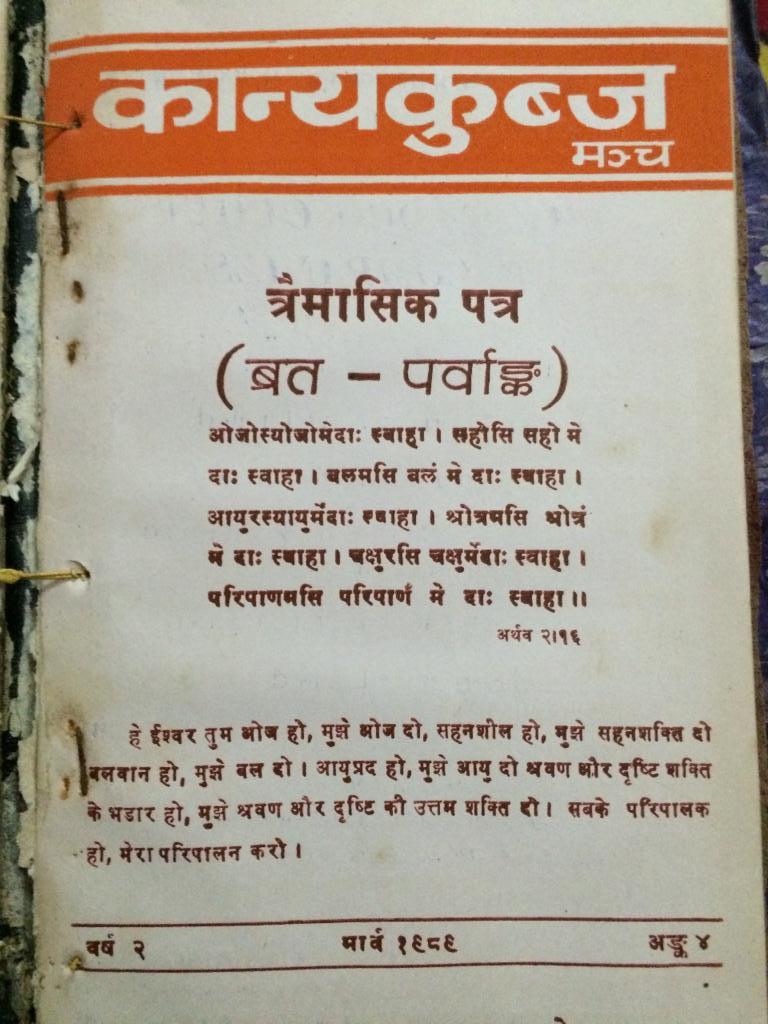 कान्यकुब्ज
मञ्च
त्रैमासिक पत्र
(ब्रत - पर्वाङ्क)
ओजोस्योजोमेदाः स्वाहा । सहोसि सहो मे
दाः स्वाहा । बलमसि बलं मे दाः स्वाहा ।
आयुरस्यायुर्मेदाः स्वाहा । श्रोत्रमसि श्रोत्रं
मे दाः स्वाहा । चक्षुरसि चक्षुर्मेदाः स्वाहा ।
परिपाणमसि परिपाणं मे दाः स्वाहा ।।
अर्थव २।१६
हे ईश्वर तुम ओज हो, मुझे ओज दो, सहनशील हो, मुझे सहनशक्ति दो
बलवान हो, मुझे बल दो । आयुप्रद हो, मुझे आयु दो श्रवण और दृष्टि शक्ति
के भडार हो, मुझे श्रवण और दृष्टि की उत्तम शक्ति दो । सबके परिपालक
हो, मेरा परिपालन करो ।
वर्ष २ मार्च १९८९ अङ्क ४